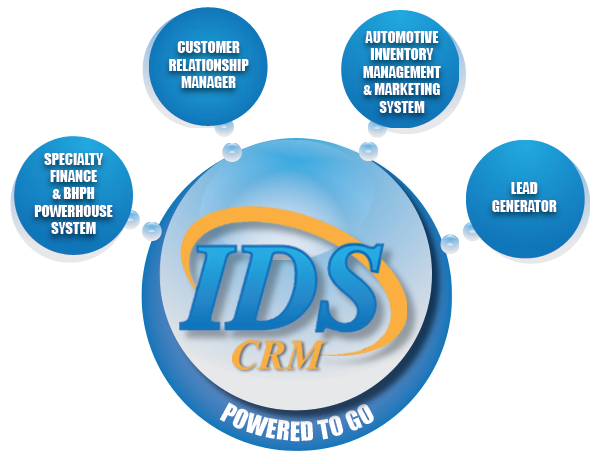 CUSTOMER
RELATIONSHIP
MANAGER
AUTOMOTIVE
INVENTORY
MANAGEMENT
& MARKETING
SYSTEM
SPECIALTY
FINANCE
& BHPH
POWERHOUSE
SYSTEM
LEAD
GENERATOR
IDS
CRM
POWERED TO GO